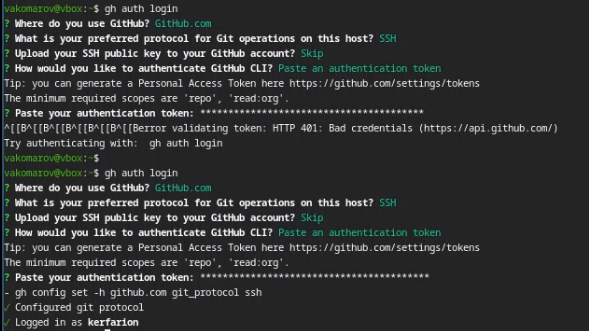 vakomarov@vbox:~$ gh auth login
? Where do you use GitHub? GitHub.com
? What is your preferred protocol for Git operations on this host? SSH
? Upload your SSH public key to your GitHub account? Skip
? How would you like to authenticate GitHub CLI? Paste an authentication token
Tip: you can generate a Personal Access Token here https://github.com/settings/tokens
The minimum required scopes are 'repo', 'read:org'.
? Paste your authentication token: ****************************************
^[[B^[[B^[[B^[[B^[[B^[[Berror validating token: HTTP 401: Bad credentials (https://api.github.com/)
Try authenticating with:  gh auth login
vakomarov@vbox:~$
vakomarov@vbox:~$ gh auth login
? Where do you use GitHub? GitHub.com
? What is your preferred protocol for Git operations on this host? SSH
? Upload your SSH public key to your GitHub account? Skip
? How would you like to authenticate GitHub CLI? Paste an authentication token
Tip: you can generate a Personal Access Token here https://github.com/settings/tokens
The minimum required scopes are 'repo', 'read:org'.
? Paste your authentication token: *****************************************
- gh config set -h github.com git_protocol ssh
✓ Configured git protocol
✓ Logged in as kerfarion